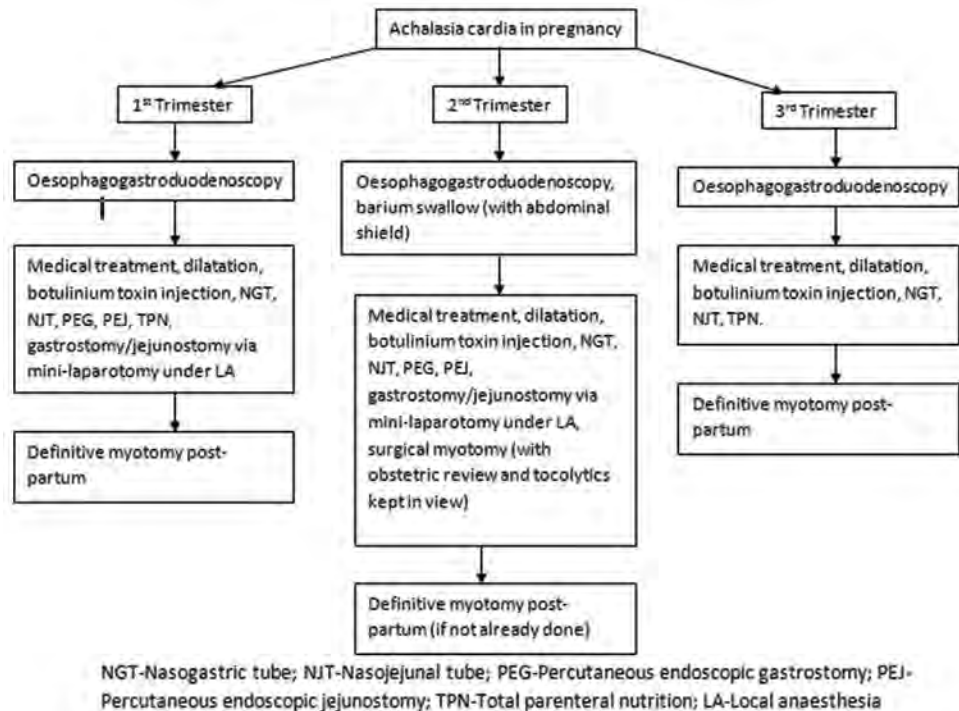 Achalasia cardia in pregnancy
1st Trimester
2nd Trimester
3rd Trimester
Oesophagogastroduodenoscopy
Oesophagogastroduodenoscopy,
barium swallow (with abdominal
shield)
Oesophagogastroduodenoscopy
Medical treatment, dilatation,
botulinium toxin injection, NGT,
NJT, PEG, PEJ, TPN,
gastrostomy/jejunostomy via
mini-laparotomy under LA
Medical treatment, dilatation,
botulinium toxin injection, NGT,
NJT, PEG, PEJ,
gastrostomy/jejunostomy via
mini-laparotomy under LA,
surgical myotomy (with
obstetric review and tocolytics
kept in view)
Medical treatment, dilatation,
botulinium toxin injection, NGT,
NJT, TPN.
Definitive myotomy post-
partum
Definitive myotomy post-
partum (if not already done)
Definitive myotomy post-
partum
NGT-Nasogastric tube; NJT-Nasojejunal tube; PEG-Percutaneous endoscopic gastrostomy; PEJ-
Percutaneous endoscopic jejunostomy; TPN-Total parenteral nutrition; LA-Local anaesthesia